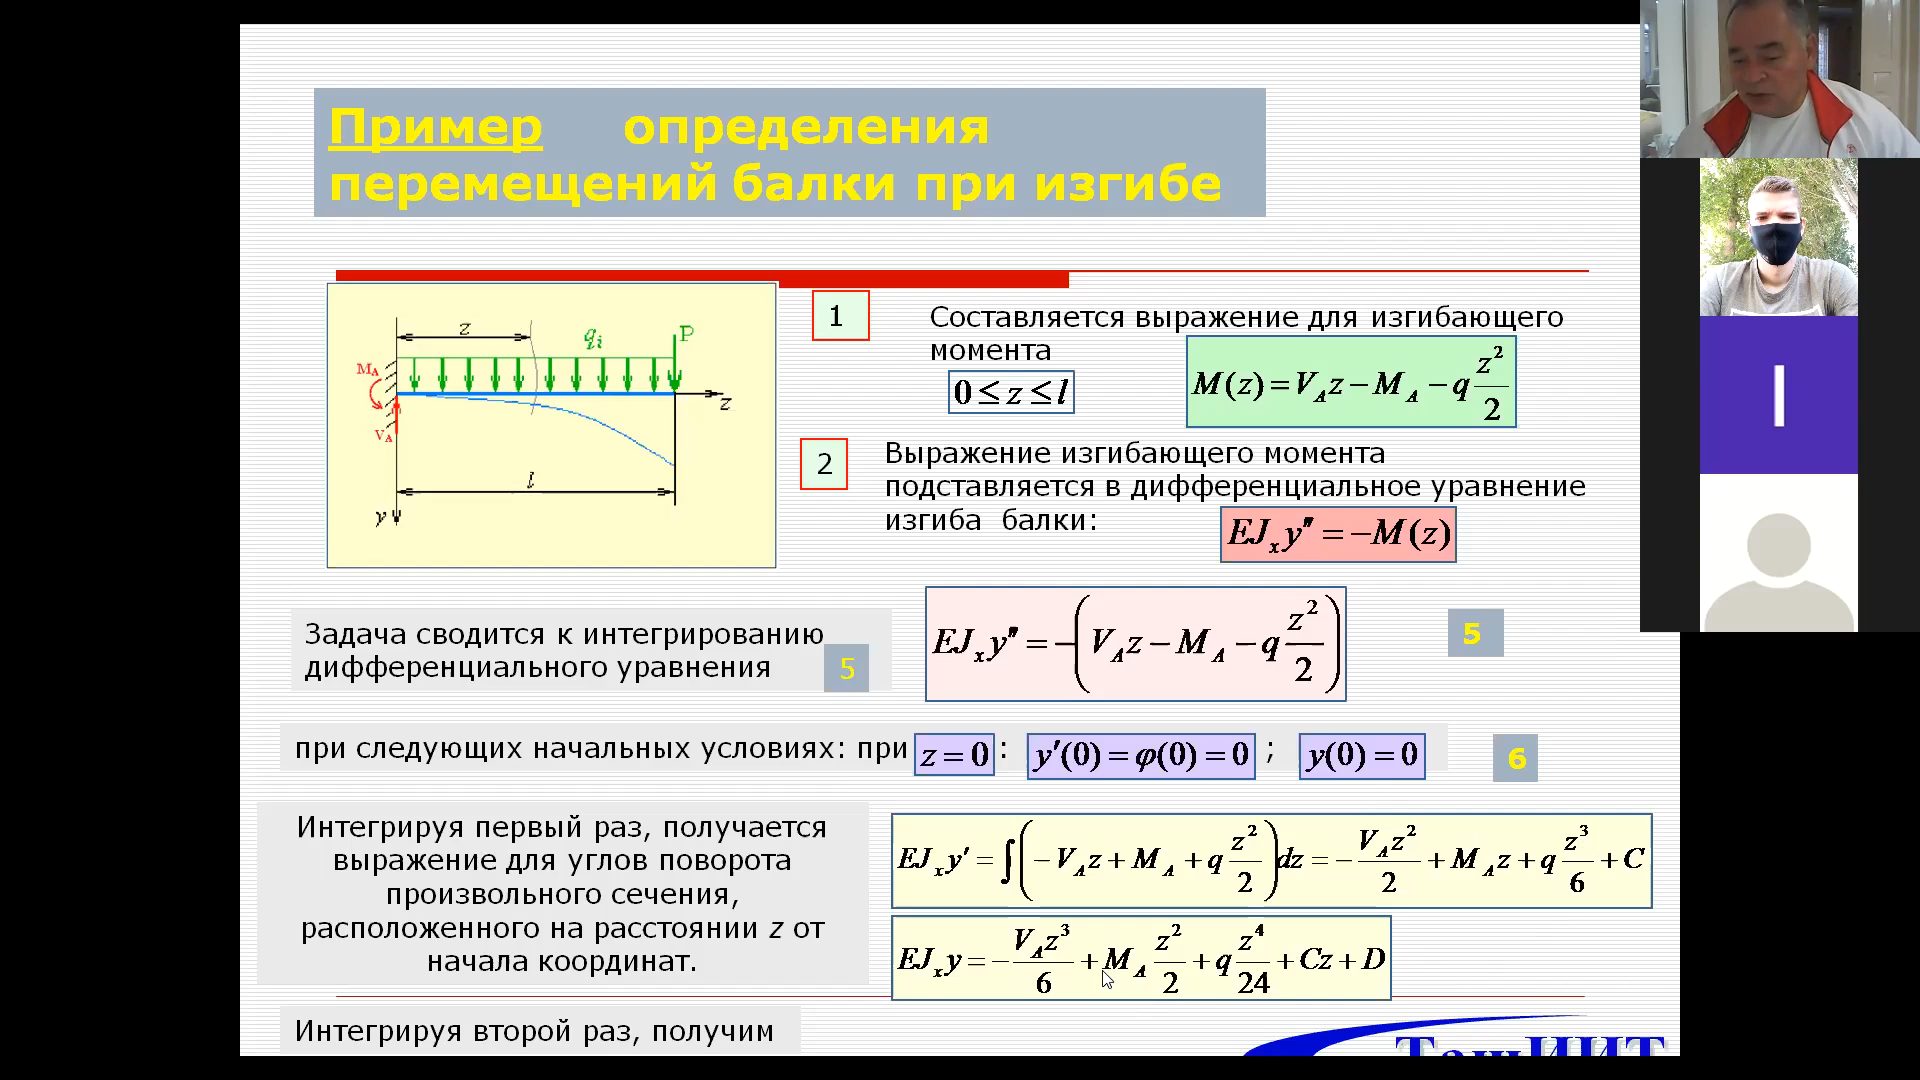 Пример определения
перемещений балки при изгибе
1
Составляется выражение для изгибающего
момента
0 ≤ z ≤ l
M(z) = V_A z − M_A − q z²/2
z
q
P
M_A
V_A
z
l
y
2
Выражение изгибающего момента
подставляется в дифференциальное уравнение
изгиба балки:
EJ_x y″ = −M(z)
Задача сводится к интегрированию
дифференциального уравнения
5
EJ_x y″ = −(V_A z − M_A − q z²/2)
5
при следующих начальных условиях: при z = 0 : y′(0) = φ(0) = 0 ; y(0) = 0
6
Интегрируя первый раз, получается
выражение для углов поворота
произвольного сечения,
расположенного на расстоянии z от
начала координат.
EJ_x y′ = ∫(− V_A z + M_A + q z²/2)dz = − V_A z²/2 + M_A z + q z³/6 + C
EJ_x y = − V_A z³/6 + M_A z²/2 + q z⁴/24 + Cz + D
Интегрируя второй раз, получим
ТашИИТ
I